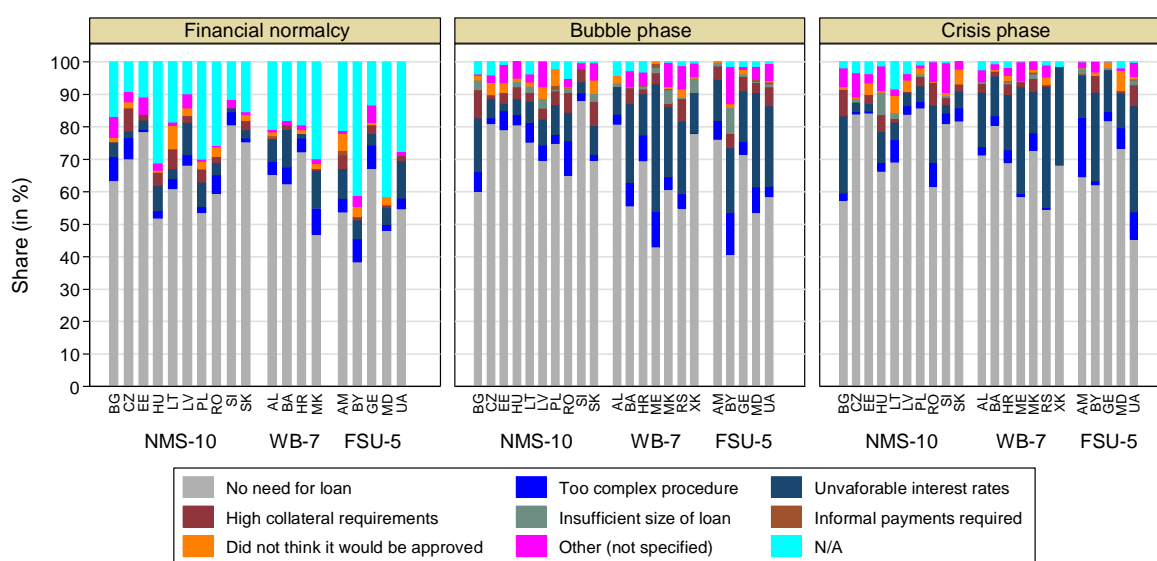 Financial normalcy Bubble phase Crisis phase
Share (in %)
100
90
80
70
60
50
40
30
20
10
0
BG CZ EE HU LT LV PL RO SI SK AL BA HR MK AM BY GE MD UA
BG CZ EE HU LT LV PL RO SI SK AL BA HR ME MK RS XK AM BY GE MD UA
BG CZ EE HU LT LV PL RO SI SK AL BA HR ME MK RS XK AM BY GE MD UA
NMS-10 WB-7 FSU-5 NMS-10 WB-7 FSU-5 NMS-10 WB-7 FSU-5
No need for loan Too complex procedure Unvaforable interest rates
High collateral requirements Insufficient size of loan Informal payments required
Did not think it would be approved Other (not specified) N/A